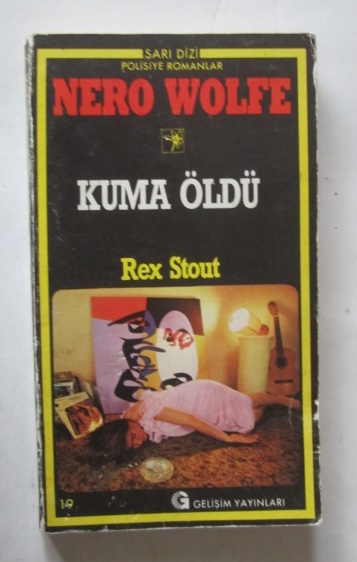 SARI DİZİ
POLİSİYE ROMANLAR
NERO WOLFE
KUMA ÖLDÜ
Rex Stout
19
G GELİŞİM YAYINLARI